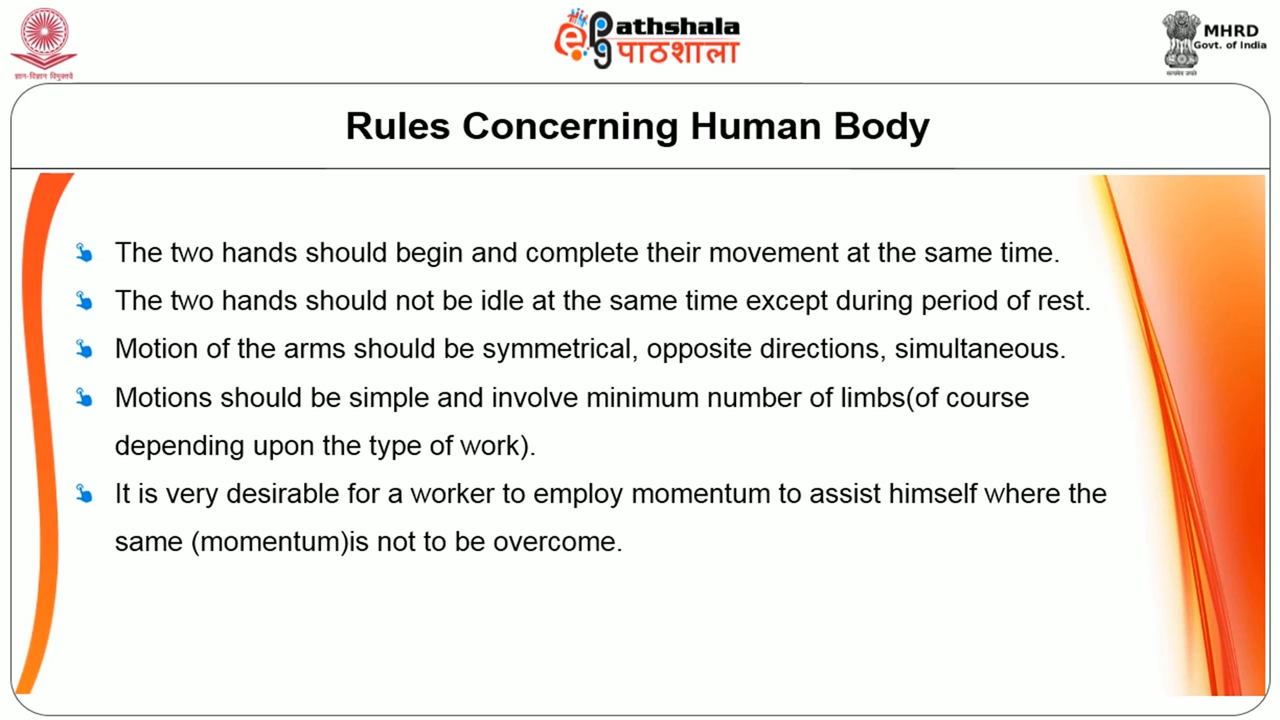 ज्ञान-विज्ञान विमुक्तये
ePathshala
पाठशाला
MHRD
Govt. of India
सत्यमेव जयते
Rules Concerning Human Body
The two hands should begin and complete their movement at the same time.
The two hands should not be idle at the same time except during period of rest.
Motion of the arms should be symmetrical, opposite directions, simultaneous.
Motions should be simple and involve minimum number of limbs(of course
depending upon the type of work).
It is very desirable for a worker to employ momentum to assist himself where the
same (momentum)is not to be overcome.